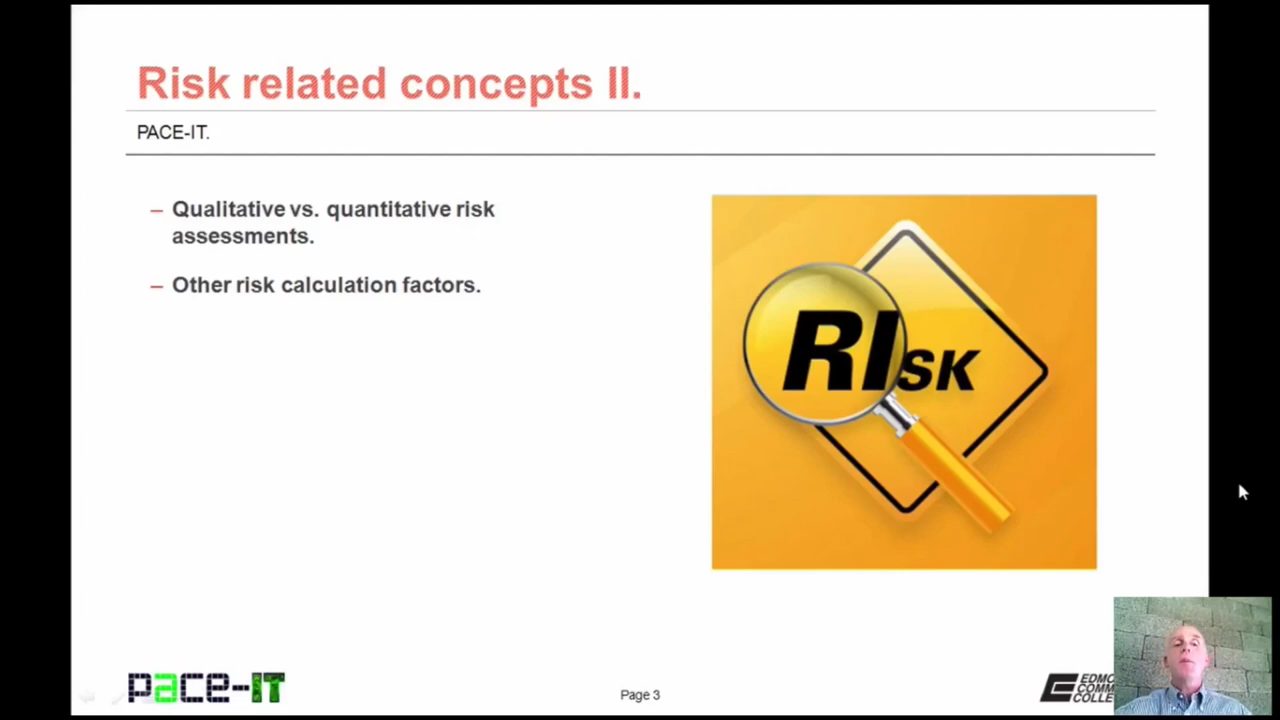 Risk related concepts II.
PACE-IT.
– Qualitative vs. quantitative risk
assessments.
– Other risk calculation factors.
RISK
pace-IT
Page 3